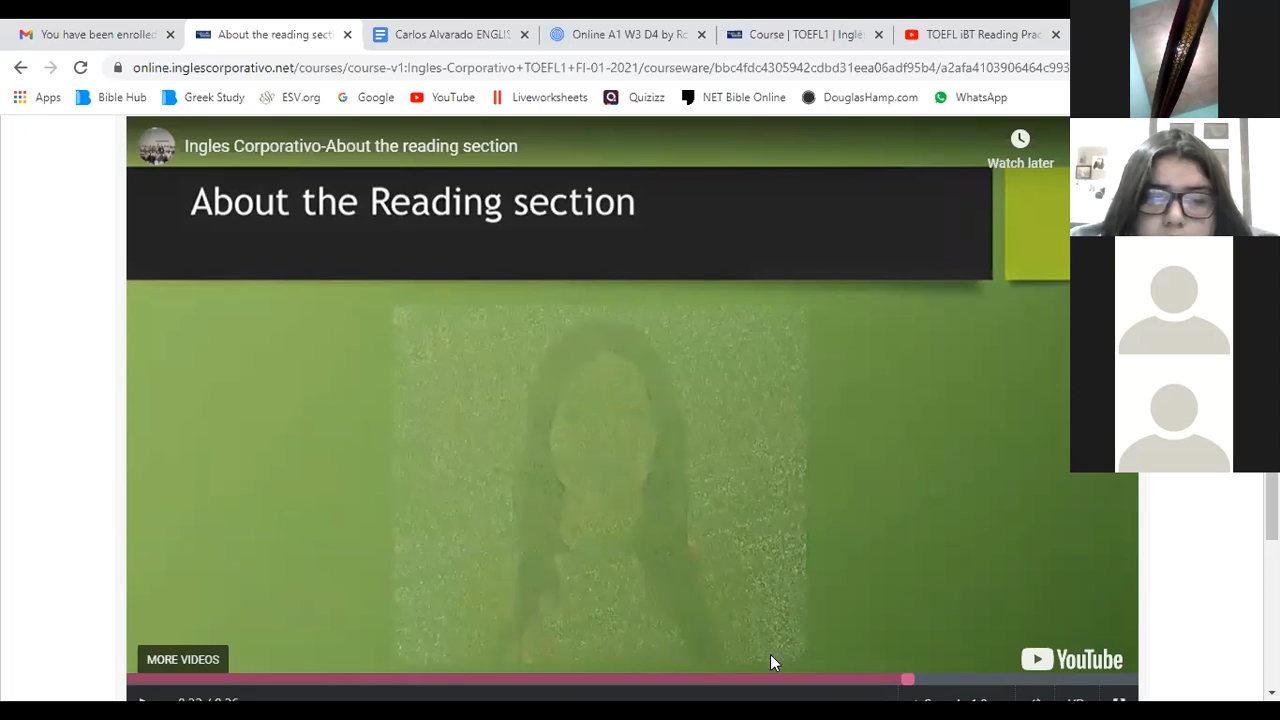 You have been enrolled
About the reading sect
Carlos Alvarado ENGLIS
Online A1 W3 D4 by Ro
Course | TOEFL1 | Inglé
TOEFL iBT Reading Prac
online.inglescorporativo.net/courses/course-v1:Ingles-Corporativo+TOEFL1+FI-01-2021/courseware/bbc4fdc4305942cdbd31eea06adf95b4/a2afa4103906464c993
Apps
Bible Hub
Greek Study
ESV.org
Google
YouTube
Liveworksheets
Quizizz
NET Bible Online
DouglasHamp.com
WhatsApp
Ingles Corporativo-About the reading section
Watch later
About the Reading section
MORE VIDEOS
YouTube